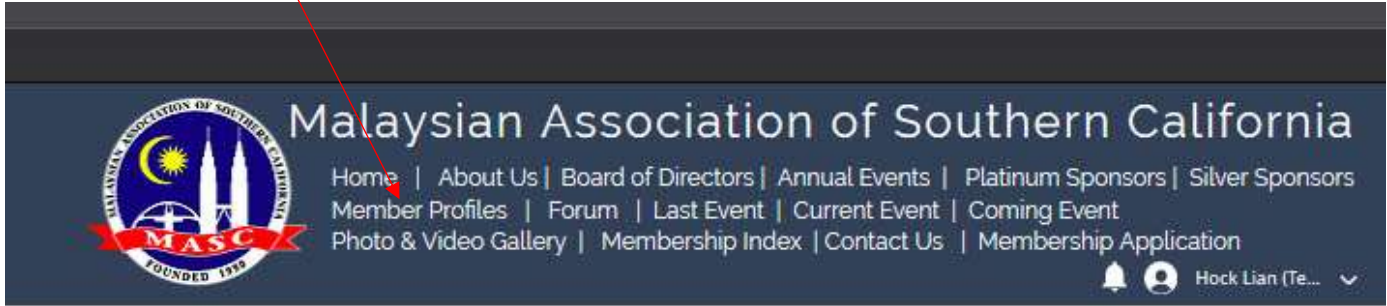 Malaysian Association of Southern California
Home | About Us | Board of Directors | Annual Events | Platinum Sponsors | Silver Sponsors
Member Profiles | Forum | Last Event | Current Event | Coming Event
Photo & Video Gallery | Membership Index | Contact Us | Membership Application
Hock Lian (Te...
MALAYSIAN ASSOCIATION OF SOUTHERN CALIFORNIA
MASC
FOUNDED 1990